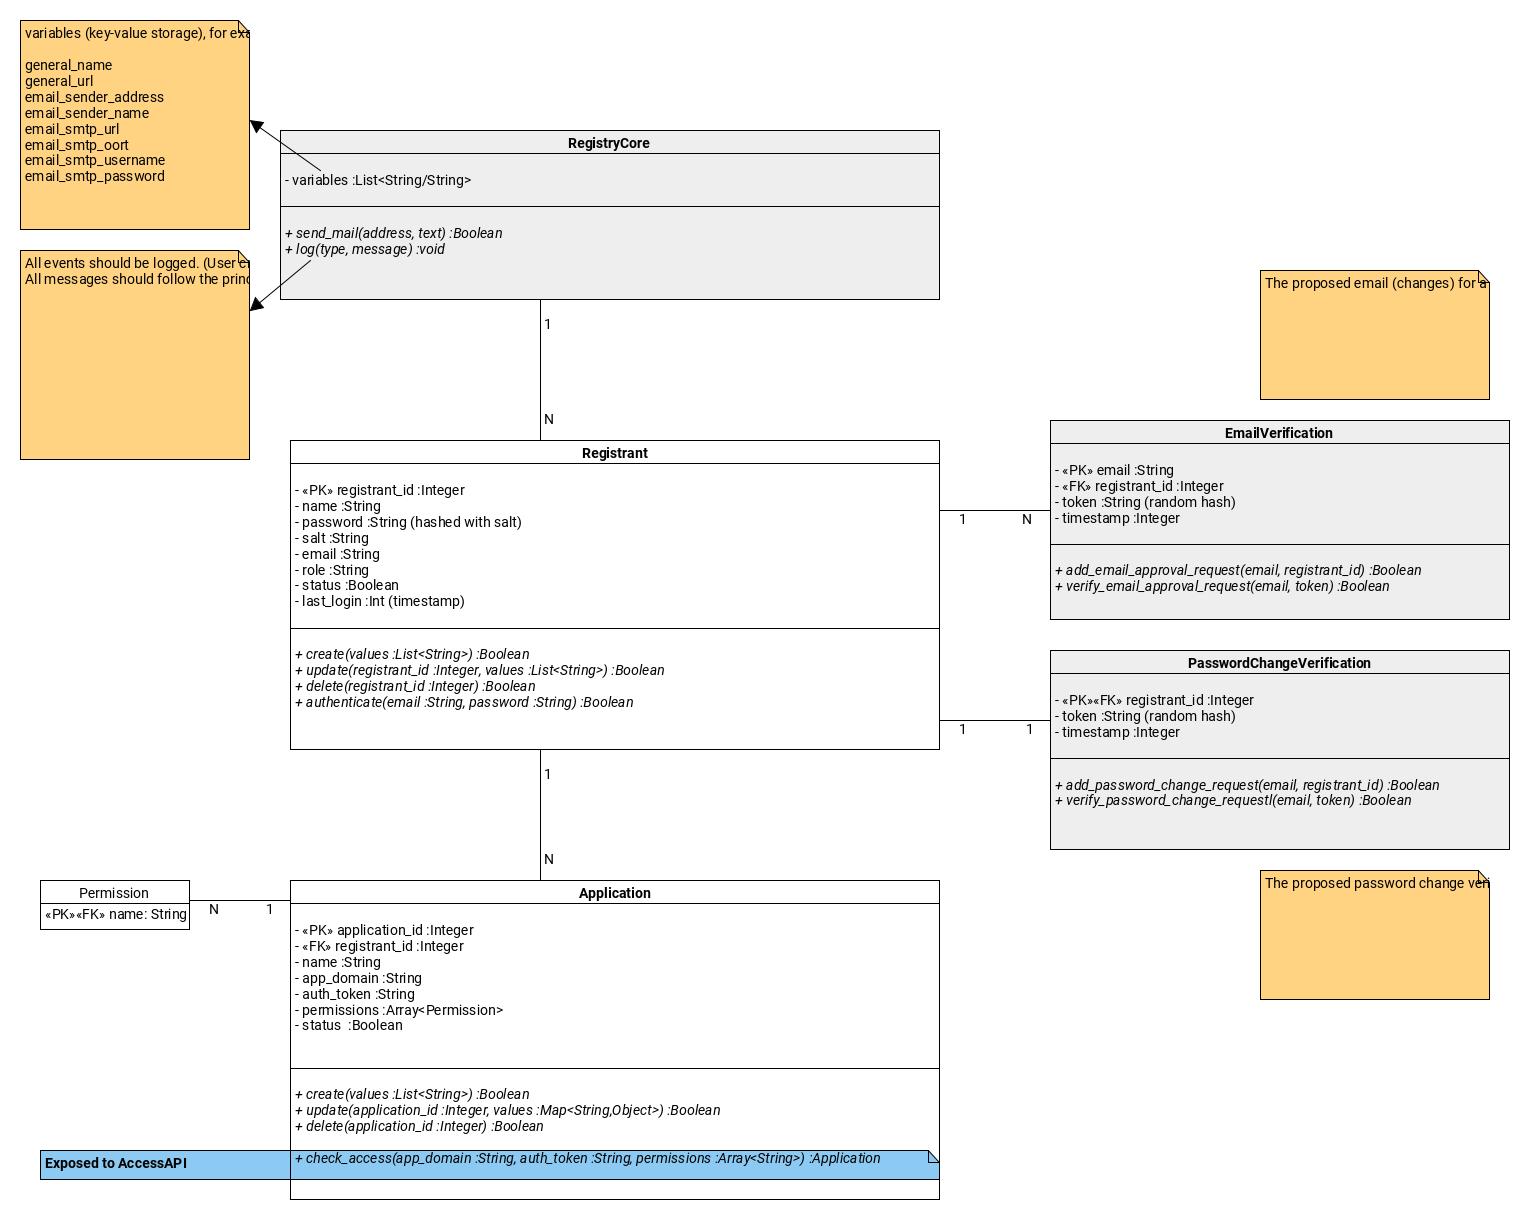 variables (key-value storage), for
general_name
general_url
email_sender_address
email_sender_name
email_smtp_url
email_smtp_oort
email_smtp_username
email_smtp_password
RegistryCore
- variables :List<String/String>
+ send_mail(address, text) :Boolean
+ log(type, message) :void
All events should be logged. (User
All messages should follow the
The proposed email (changes) for
1
N
Registrant
- «PK» registrant_id :Integer
- name :String
- password :String (hashed with salt)
- salt :String
- email :String
- role :String
- status :Boolean
- last_login :Int (timestamp)
+ create(values :List<String>) :Boolean
+ update(registrant_id :Integer, values :List<String>) :Boolean
+ delete(registrant_id :Integer) :Boolean
+ authenticate(email :String, password :String) :Boolean
1 N
EmailVerification
- «PK» email :String
- «FK» registrant_id :Integer
- token :String (random hash)
- timestamp :Integer
+ add_email_approval_request(email, registrant_id) :Boolean
+ verify_email_approval_request(email, token) :Boolean
1 1
PasswordChangeVerification
- «PK»«FK» registrant_id :Integer
- token :String (random hash)
- timestamp :Integer
+ add_password_change_request(email, registrant_id) :Boolean
+ verify_password_change_requestl(email, token) :Boolean
The proposed password change
1
N
Permission
«PK»«FK» name: String
N 1
Application
- «PK» application_id :Integer
- «FK» registrant_id :Integer
- name :String
- app_domain :String
- auth_token :String
- permissions :Array<Permission>
- status  :Boolean
+ create(values :List<String>) :Boolean
+ update(application_id :Integer, values :Map<String,Object>) :Boolean
+ delete(application_id :Integer) :Boolean
Exposed to AccessAPI
+ check_access(app_domain :String, auth_token :String, permissions :Array<String>) :Application